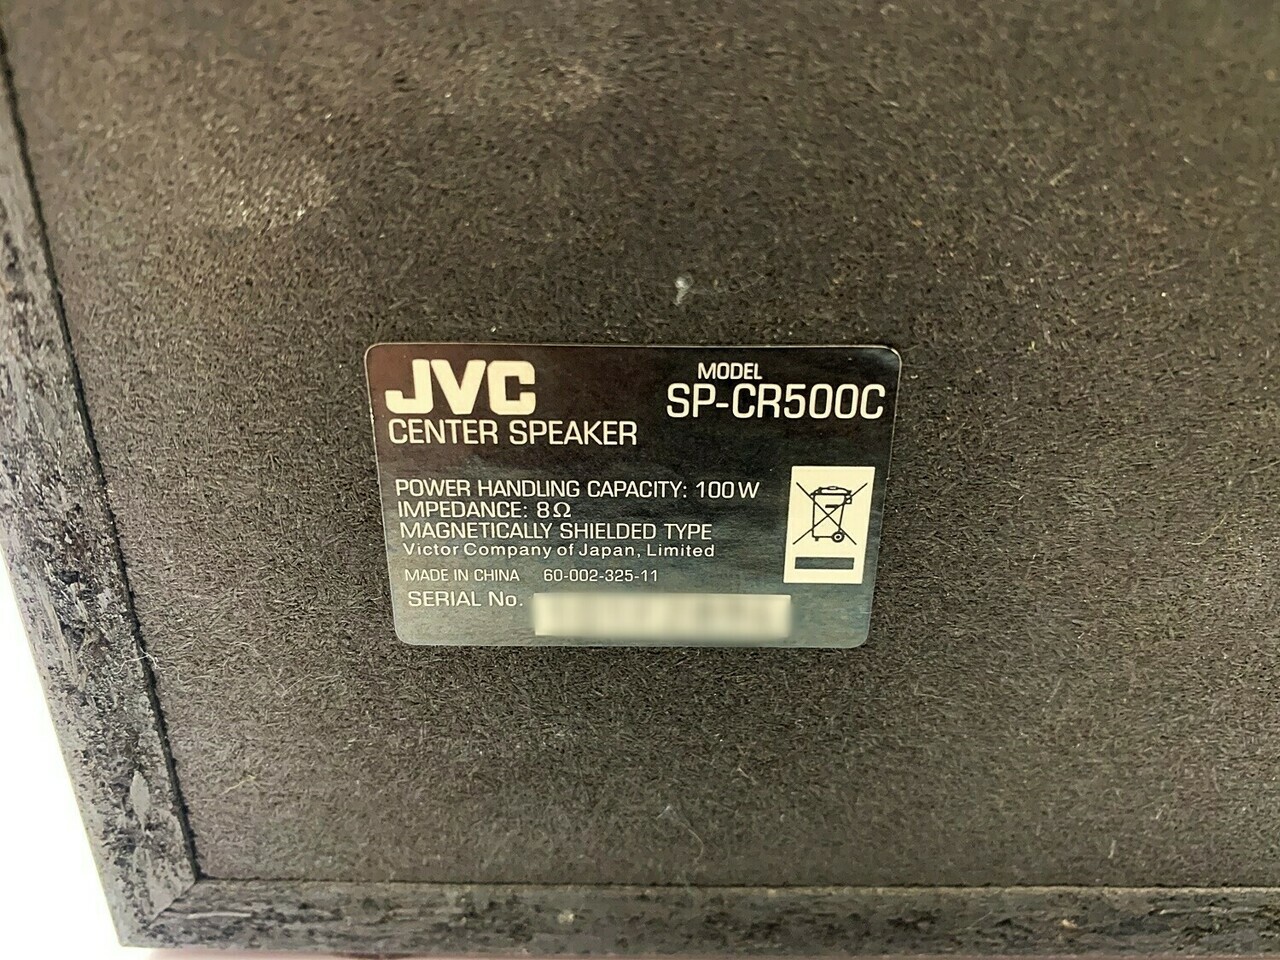 JVC
CENTER SPEAKER
MODEL
SP-CR500C
POWER HANDLING CAPACITY: 100W
IMPEDANCE: 8Ω
MAGNETICALLY SHIELDED TYPE
Victor Company of Japan, Limited
MADE IN CHINA 60-002-325-11
SERIAL No.